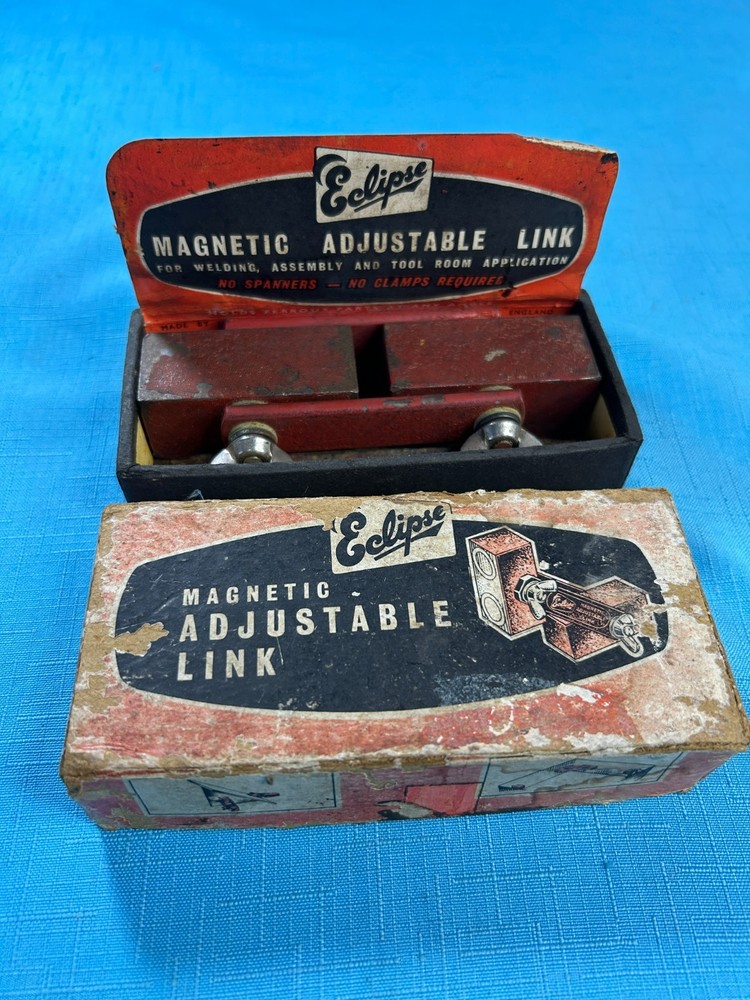 Eclipse
MAGNETIC ADJUSTABLE LINK
FOR WELDING, ASSEMBLY AND TOOL ROOM APPLICATION
NO SPANNERS — NO CLAMPS REQUIRED
MADE BY
ENGLAND
Eclipse
MAGNETIC
ADJUSTABLE
LINK
Eclipse